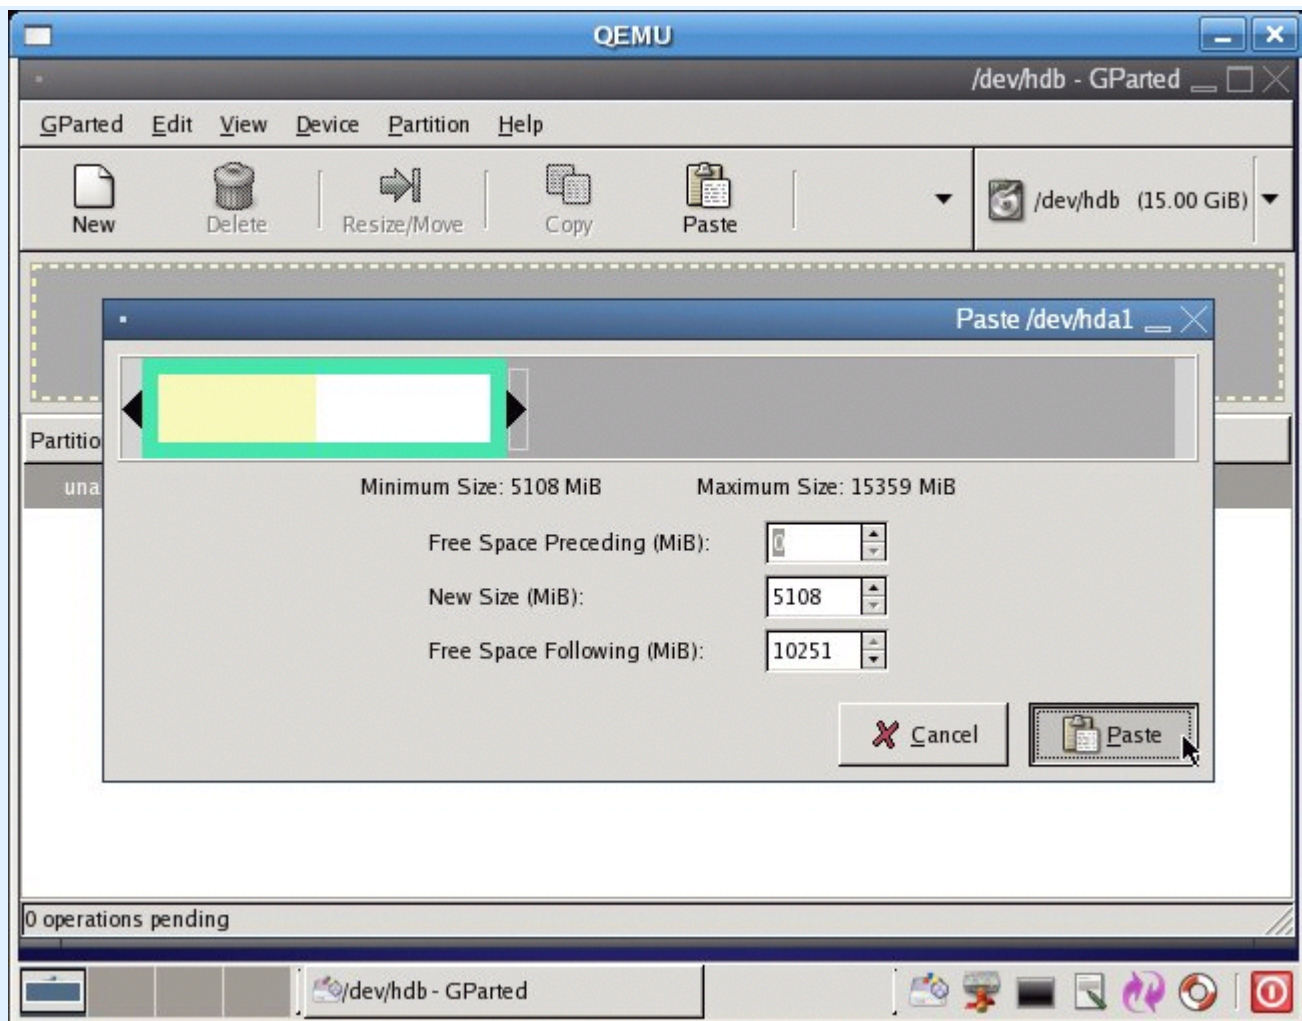 QEMU
/dev/hdb - GParted
GParted Edit View Device Partition Help
New Delete Resize/Move Copy Paste /dev/hdb (15.00 GiB)
Paste /dev/hda1
Partitio
una
Minimum Size: 5108 MiB Maximum Size: 15359 MiB
Free Space Preceding (MiB): 0
New Size (MiB): 5108
Free Space Following (MiB): 10251
Cancel Paste
0 operations pending
/dev/hdb - GParted